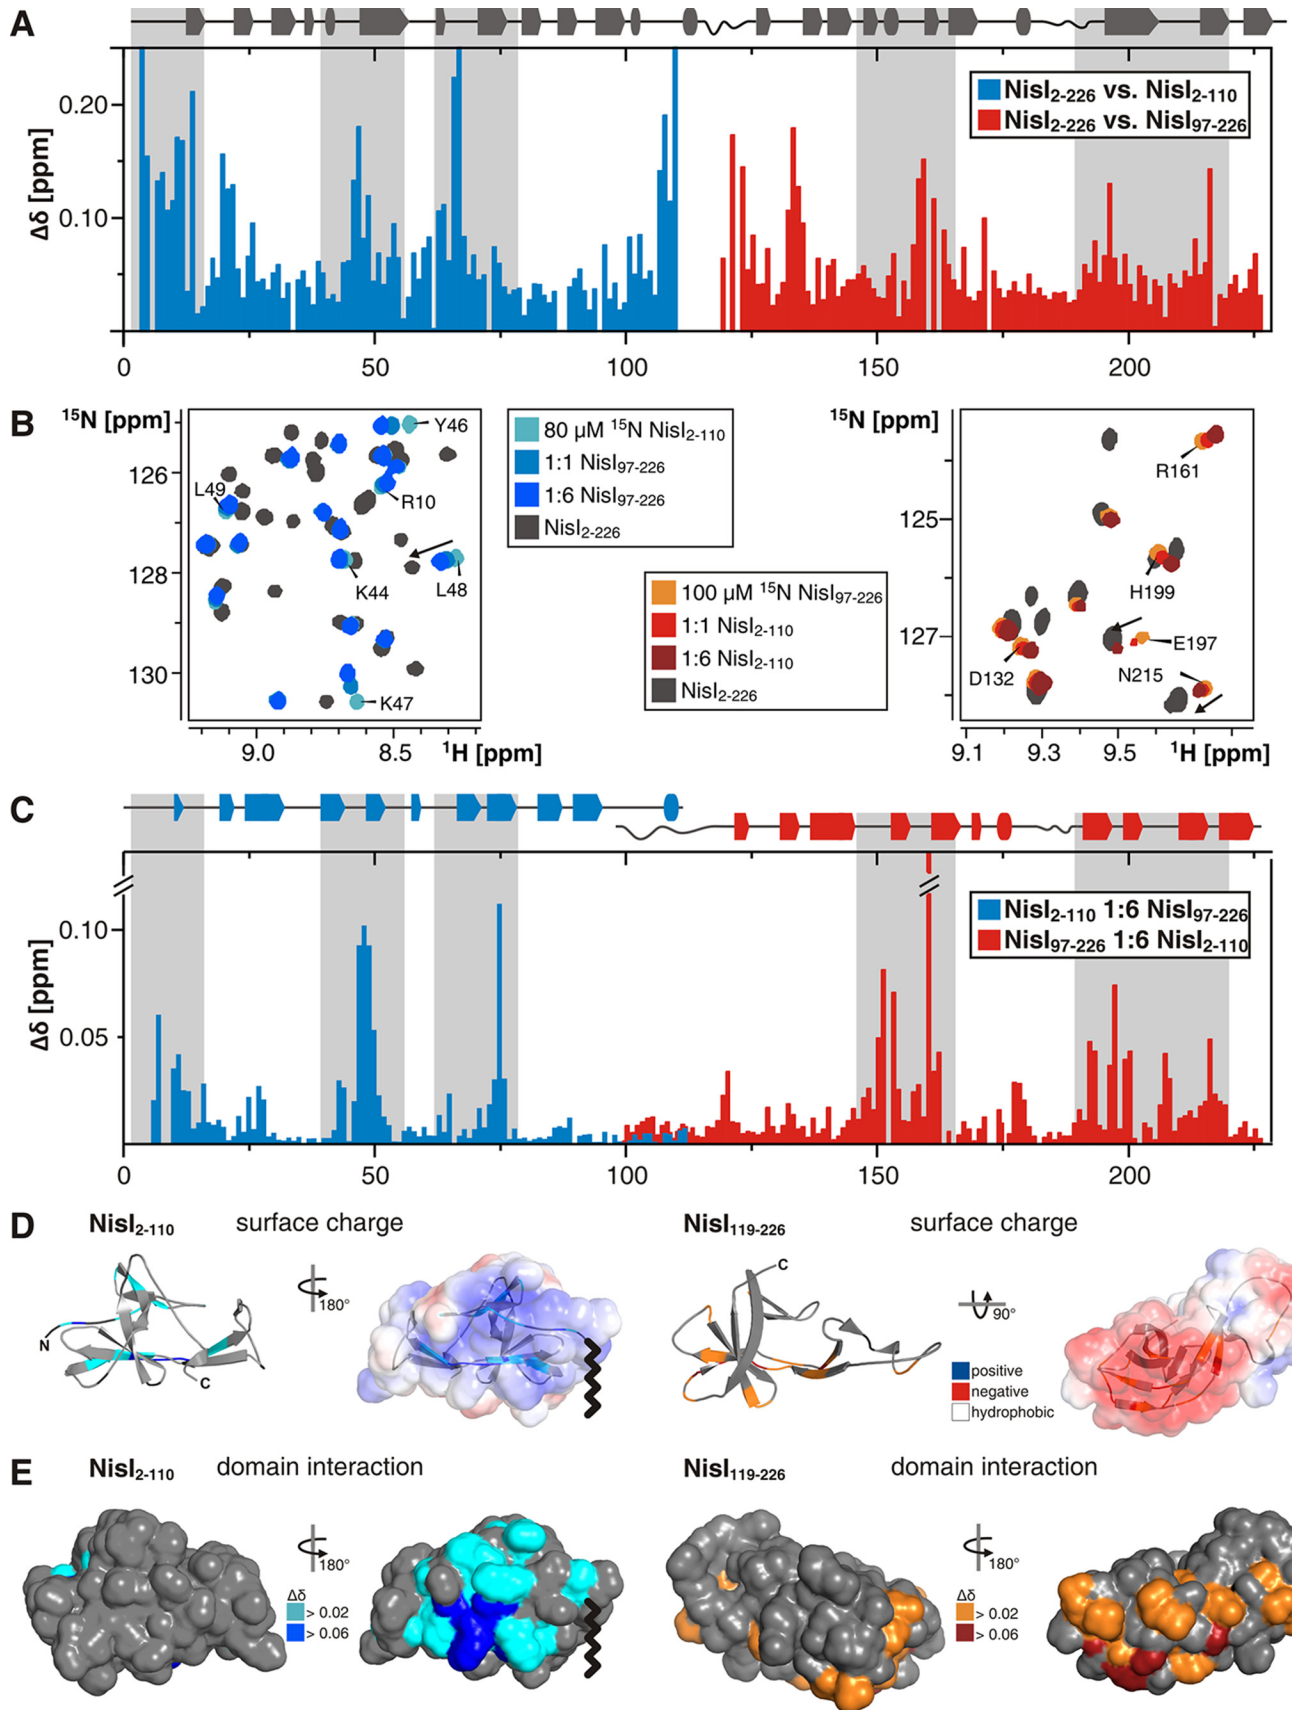 A
Δδ [ppm]
0.20
0.10
NisI2-226 vs. NisI2-110
NisI2-226 vs. NisI97-226
0 50 100 150 200
B
15N [ppm]
126
128
130
Y46
L49
R10
K44
L48
K47
9.0 8.5
1H [ppm]
80 µM 15N NisI2-110
1:1 NisI97-226
1:6 NisI97-226
NisI2-226
100 µM 15N NisI97-226
1:1 NisI2-110
1:6 NisI2-110
NisI2-226
15N [ppm]
125
127
R161
H199
E197
D132
N215
9.1 9.3 9.5
1H [ppm]
C
Δδ [ppm]
0.10
0.05
NisI2-110 1:6 NisI97-226
NisI97-226 1:6 NisI2-110
0 50 100 150 200
D
NisI2-110 surface charge
N
C
180°
NisI119-226 surface charge
C
90°
positive
negative
hydrophobic
E
NisI2-110 domain interaction
180°
Δδ
> 0.02
> 0.06
NisI119-226 domain interaction
180°
Δδ
> 0.02
> 0.06